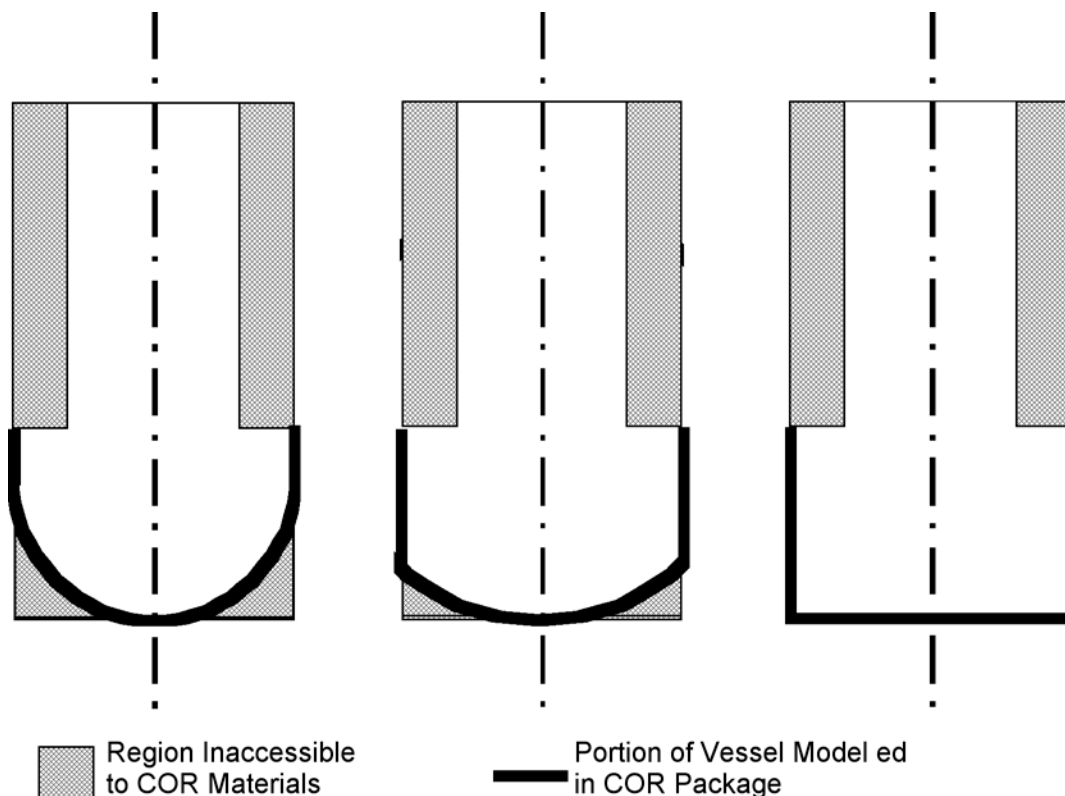 Region Inaccessible
to COR Materials
Portion of Vessel Model ed
in COR Package